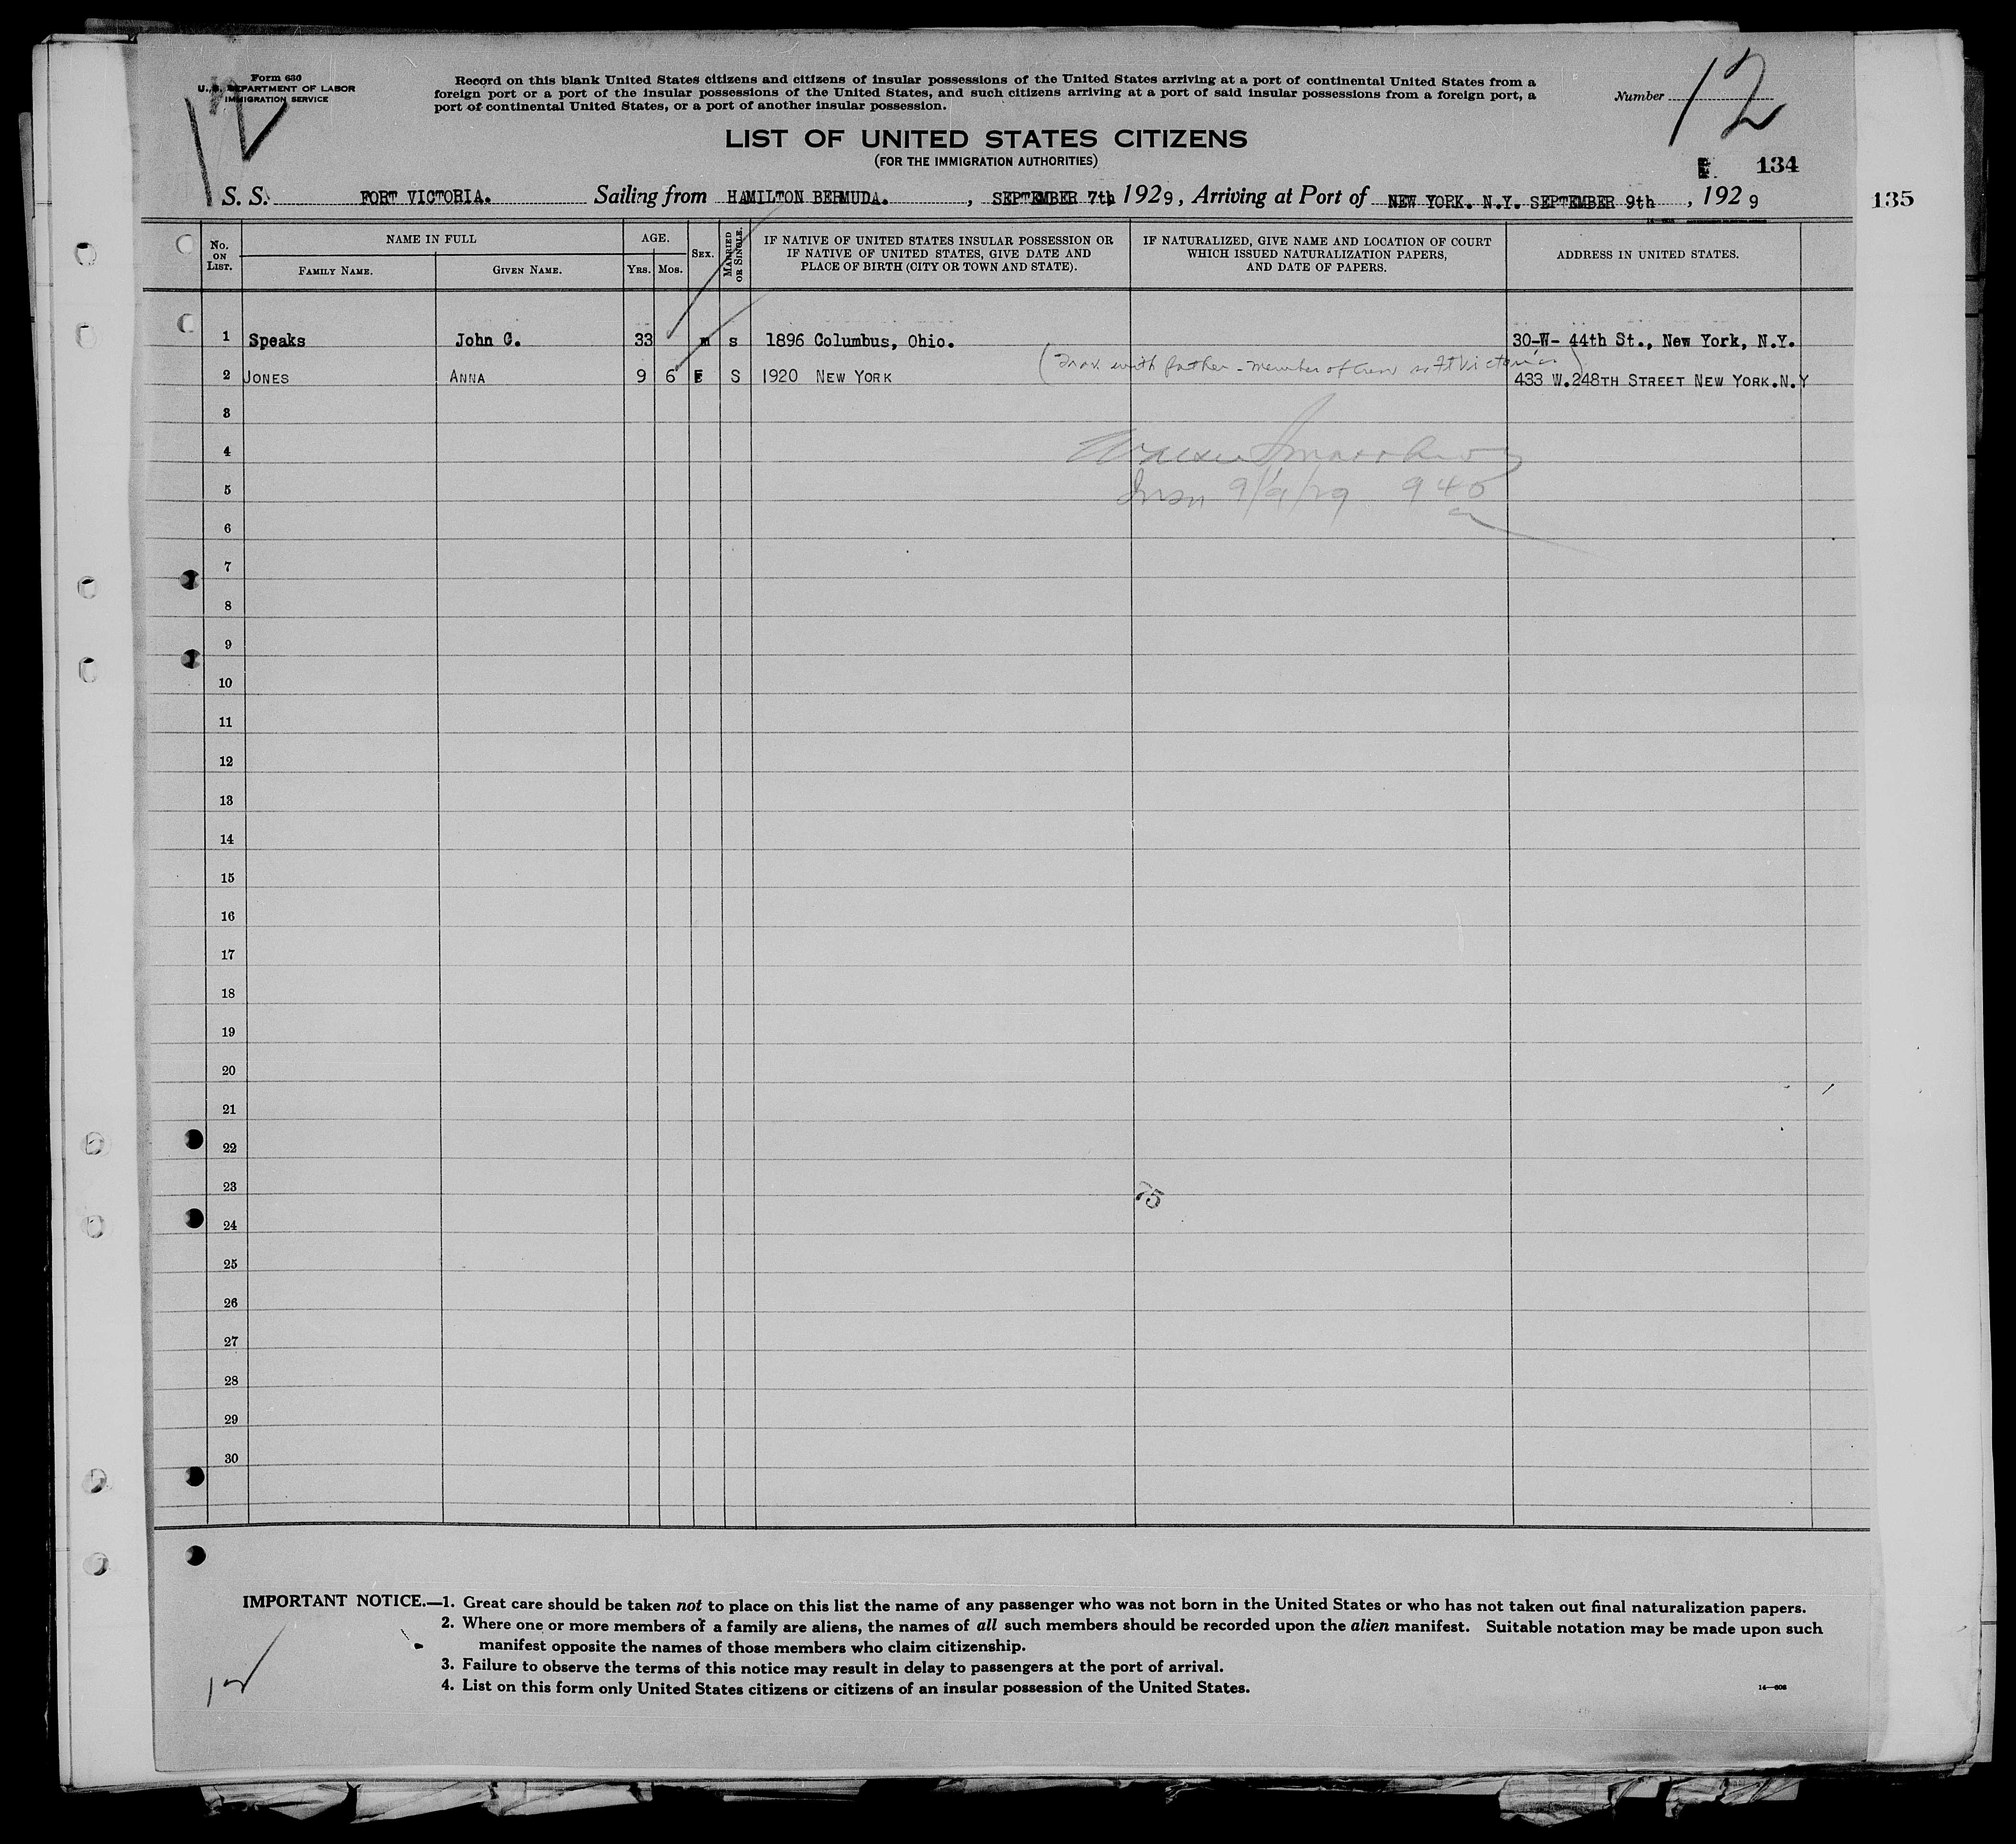 Form 630
U. S. DEPARTMENT OF LABOR
IMMIGRATION SERVICE
12
Record on this blank United States citizens and citizens of insular possessions of the United States arriving at a port of continental United States from a
foreign port or a port of the insular possessions of the United States, and such citizens arriving at a port of said insular possessions from a foreign port, a
port of continental United States, or a port of another insular possession.
Number 12
LIST OF UNITED STATES CITIZENS
(FOR THE IMMIGRATION AUTHORITIES)
134
135
S. S. FORT VICTORIA. Sailing from HAMILTON BERMUDA. , SEPTEMBER 7th 1929, Arriving at Port of NEW YORK. N.Y. SEPTEMBER 9th , 1929
No. ON LIST. NAME IN FULL FAMILY NAME. GIVEN NAME. AGE. YRS. MOS. SEX. MARRIED OR SINGLE.
IF NATIVE OF UNITED STATES INSULAR POSSESSION OR
IF NATIVE OF UNITED STATES, GIVE DATE AND
PLACE OF BIRTH (CITY OR TOWN AND STATE).
IF NATURALIZED, GIVE NAME AND LOCATION OF COURT
WHICH ISSUED NATURALIZATION PAPERS,
AND DATE OF PAPERS.
ADDRESS IN UNITED STATES.
1 Speaks John C. 33 m s 1896 Columbus, Ohio. 30-W- 44th St., New York, N.Y.
(Trav. with father - member of crew Victoria)
2 JONES ANNA 9 6 F S 1920 NEW YORK 433 W.248TH STREET NEW YORK.N.Y
3
4
5
9/9/29 940
6
7
8
9
10
11
12
13
14
15
16
17
18
19
20
21
22
23
75
24
25
26
27
28
29
30
IMPORTANT NOTICE.—1. Great care should be taken not to place on this list the name of any passenger who was not born in the United States or who has not taken out final naturalization papers.
2. Where one or more members of a family are aliens, the names of all such members should be recorded upon the alien manifest. Suitable notation may be made upon such
manifest opposite the names of those members who claim citizenship.
3. Failure to observe the terms of this notice may result in delay to passengers at the port of arrival.
4. List on this form only United States citizens or citizens of an insular possession of the United States.